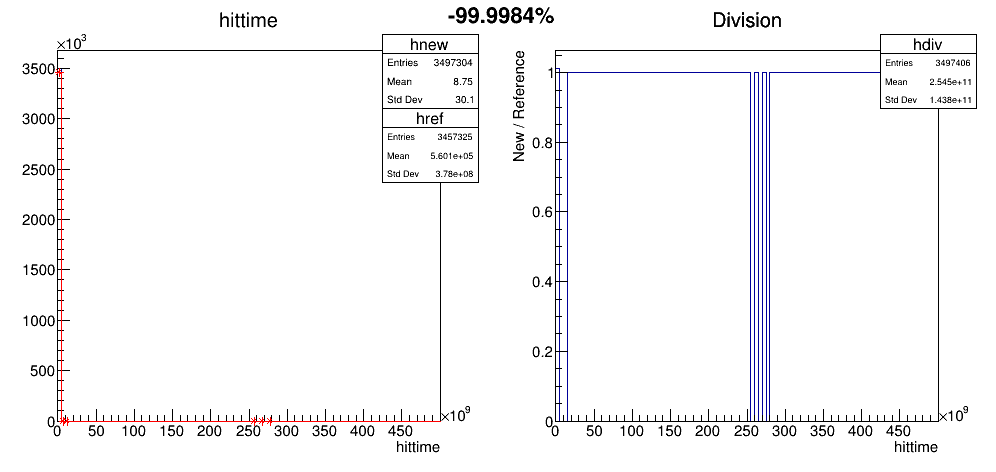 -99.9984%
hittime
×10³
hnew
Entries 3497304
Mean 8.75
Std Dev 30.1
href
Entries 3457325
Mean 5.601e+05
Std Dev 3.78e+08
3500
3000
2500
2000
1500
1000
500
0
0 50 100 150 200 250 300 350 400 450
×10⁹
hittime
Division
hdiv
Entries 3497406
Mean 2.545e+11
Std Dev 1.438e+11
New / Reference
1
0.8
0.6
0.4
0.2
0
0 50 100 150 200 250 300 350 400 450
×10⁹
hittime